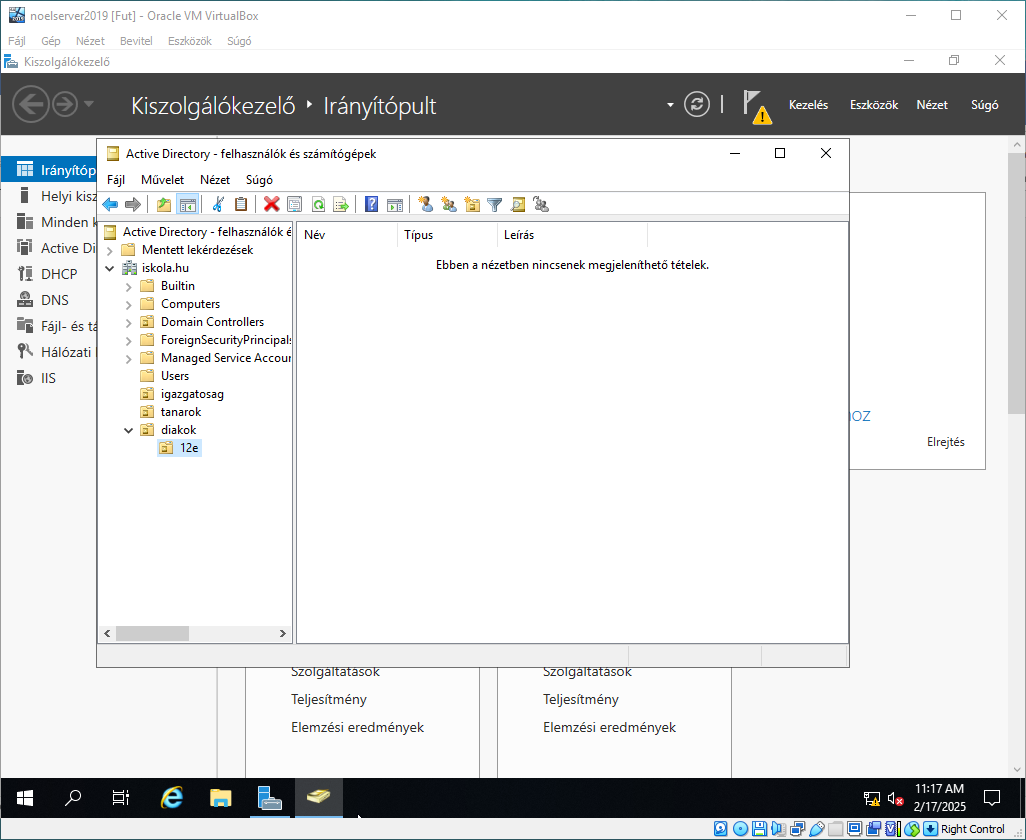 noelserver2019 [Fut] - Oracle VM VirtualBox
Fájl Gép Nézet Bevitel Eszközök Súgó
Kiszolgálókezelő
Kiszolgálókezelő Irányítópult
Kezelés Eszközök Nézet Súgó
Active Directory - felhasználók és számítógépek
Fájl Művelet Nézet Súgó
Irányítóp
Helyi kisz
Minden k
Active Di
DHCP
DNS
Fájl- és tá
Hálózati
IIS
Active Directory - felhasználók é
Mentett lekérdezések
iskola.hu
Builtin
Computers
Domain Controllers
ForeignSecurityPrincipals
Managed Service Accour
Users
igazgatosag
tanarok
diakok
12e
Név Típus Leírás
Ebben a nézetben nincsenek megjeleníthető tételek.
hoz
Elrejtés
Szolgáltatások
Teljesítmény
Elemzési eredmények
Szolgáltatások
Teljesítmény
Elemzési eredmények
11:17 AM
2/17/2025
Right Control